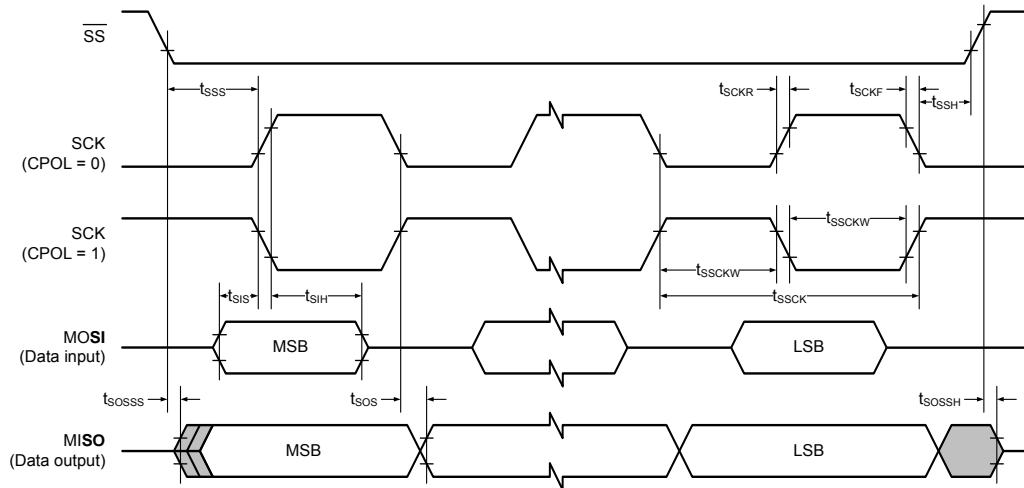 SS
tSSS
tSCKR
tSCKF
tSSH
SCK
(CPOL = 0)
SCK
(CPOL = 1)
tSSCKW
tSSCKW
tSSCK
tSIS
tSIH
MOSI
(Data input)
MSB
LSB
tSOSSS
tSOS
tSOSSH
MISO
(Data output)
MSB
LSB